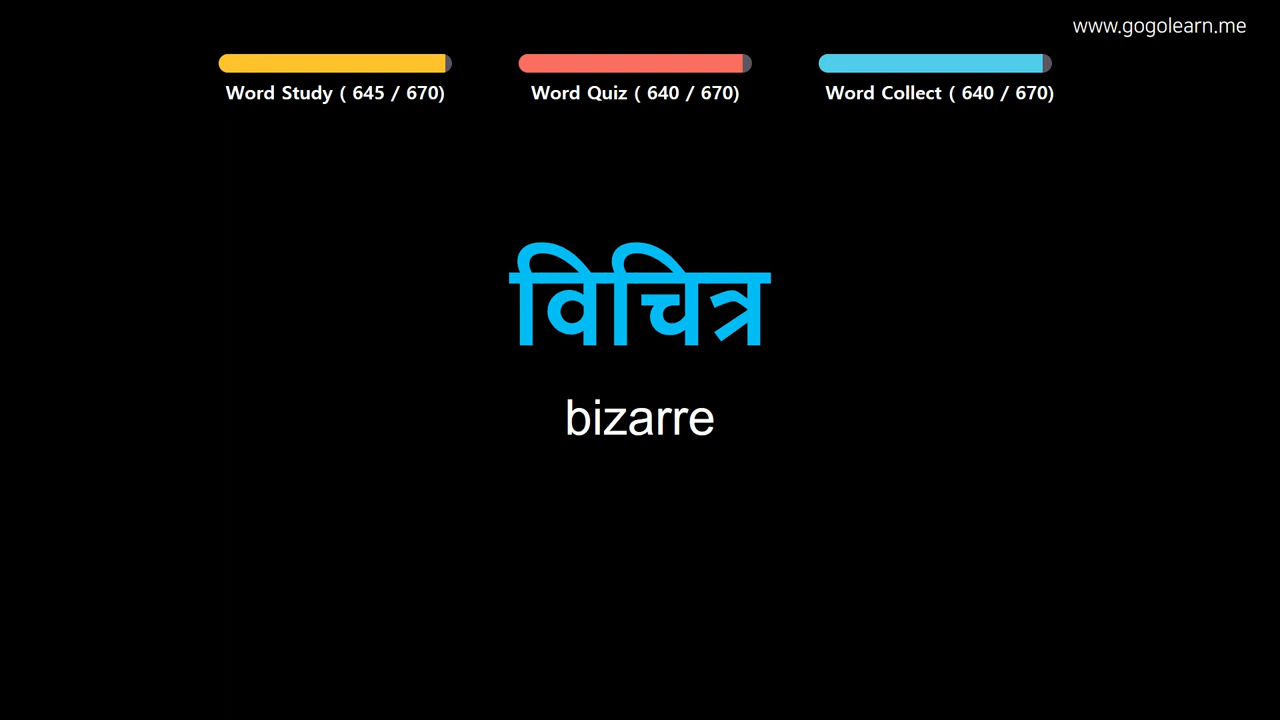 www.gogolearn.me
Word Study ( 645 / 670)
Word Quiz ( 640 / 670)
Word Collect ( 640 / 670)
विचित्र
bizarre